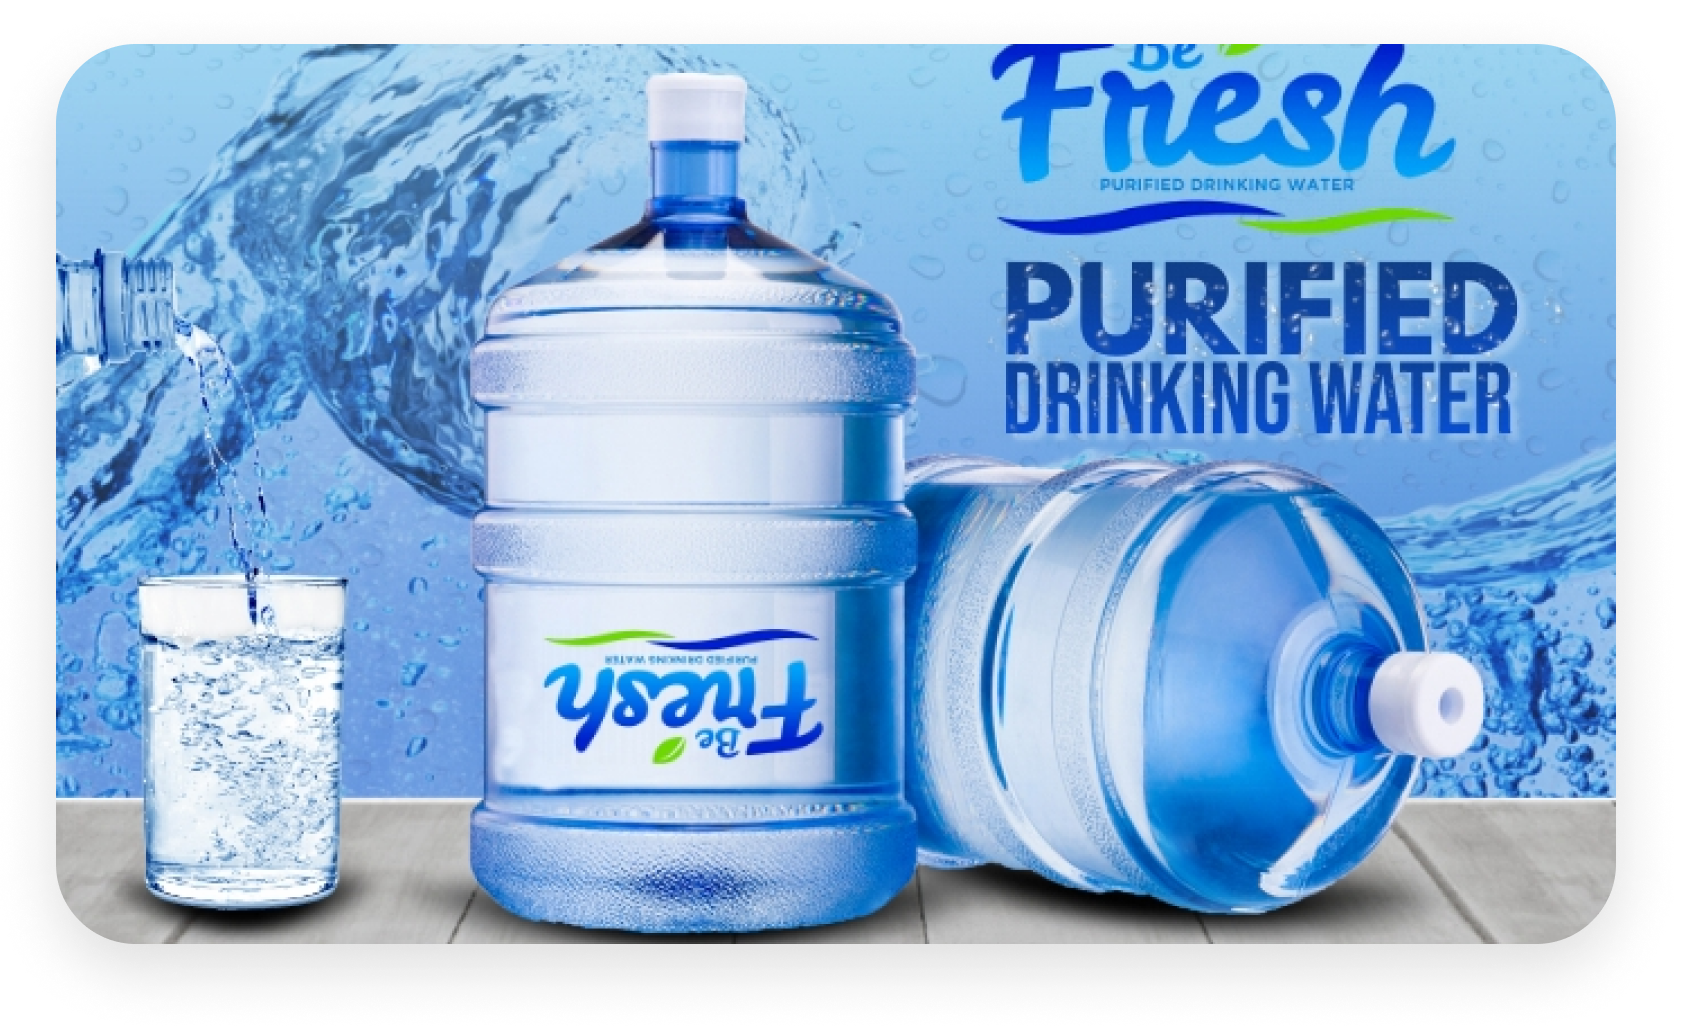 Be
Fresh
PURIFIED DRINKING WATER
PURIFIED
DRINKING WATER
Be
Fresh
PURIFIED DRINKING WATER